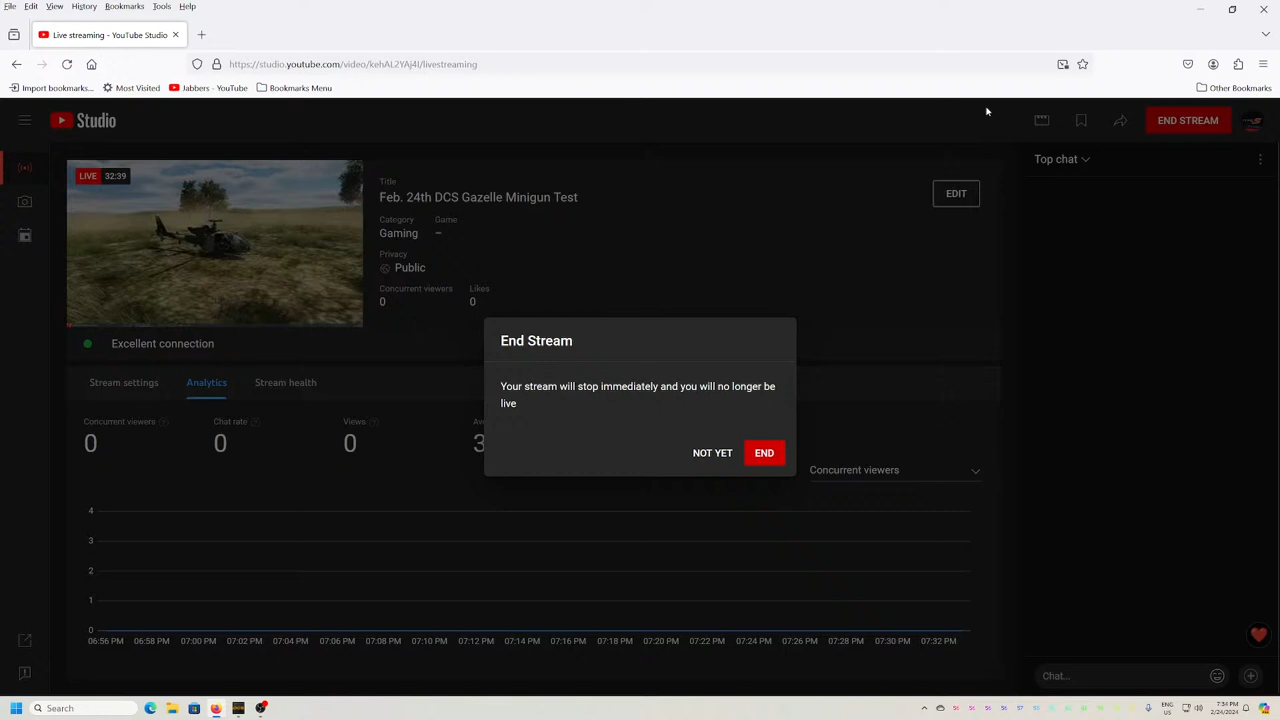 File Edit View History Bookmarks Tools Help
Live streaming - YouTube Studio
https://studio.youtube.com/video/kehAL2YAj4I/livestreaming
Import bookmarks... Most Visited Jabbers - YouTube Bookmarks Menu Other Bookmarks
Studio END STREAM
LIVE 32:39
Title
Feb. 24th DCS Gazelle Minigun Test
EDIT
Category Game
Gaming –
Privacy
Public
Concurrent viewers Likes
0 0
Excellent connection
Top chat
Stream settings Analytics Stream health
End Stream
Your stream will stop immediately and you will no longer be
live
NOT YET END
Concurrent viewers Chat rate Views Av
0 0 0 3
Concurrent viewers
4
3
2
1
0
06:56 PM 06:58 PM 07:00 PM 07:02 PM 07:04 PM 07:06 PM 07:08 PM 07:10 PM 07:12 PM 07:14 PM 07:16 PM 07:18 PM 07:20 PM 07:22 PM 07:24 PM 07:26 PM 07:28 PM 07:30 PM 07:32 PM
Chat...
Search
ENG
US
7:34 PM
2/24/2024